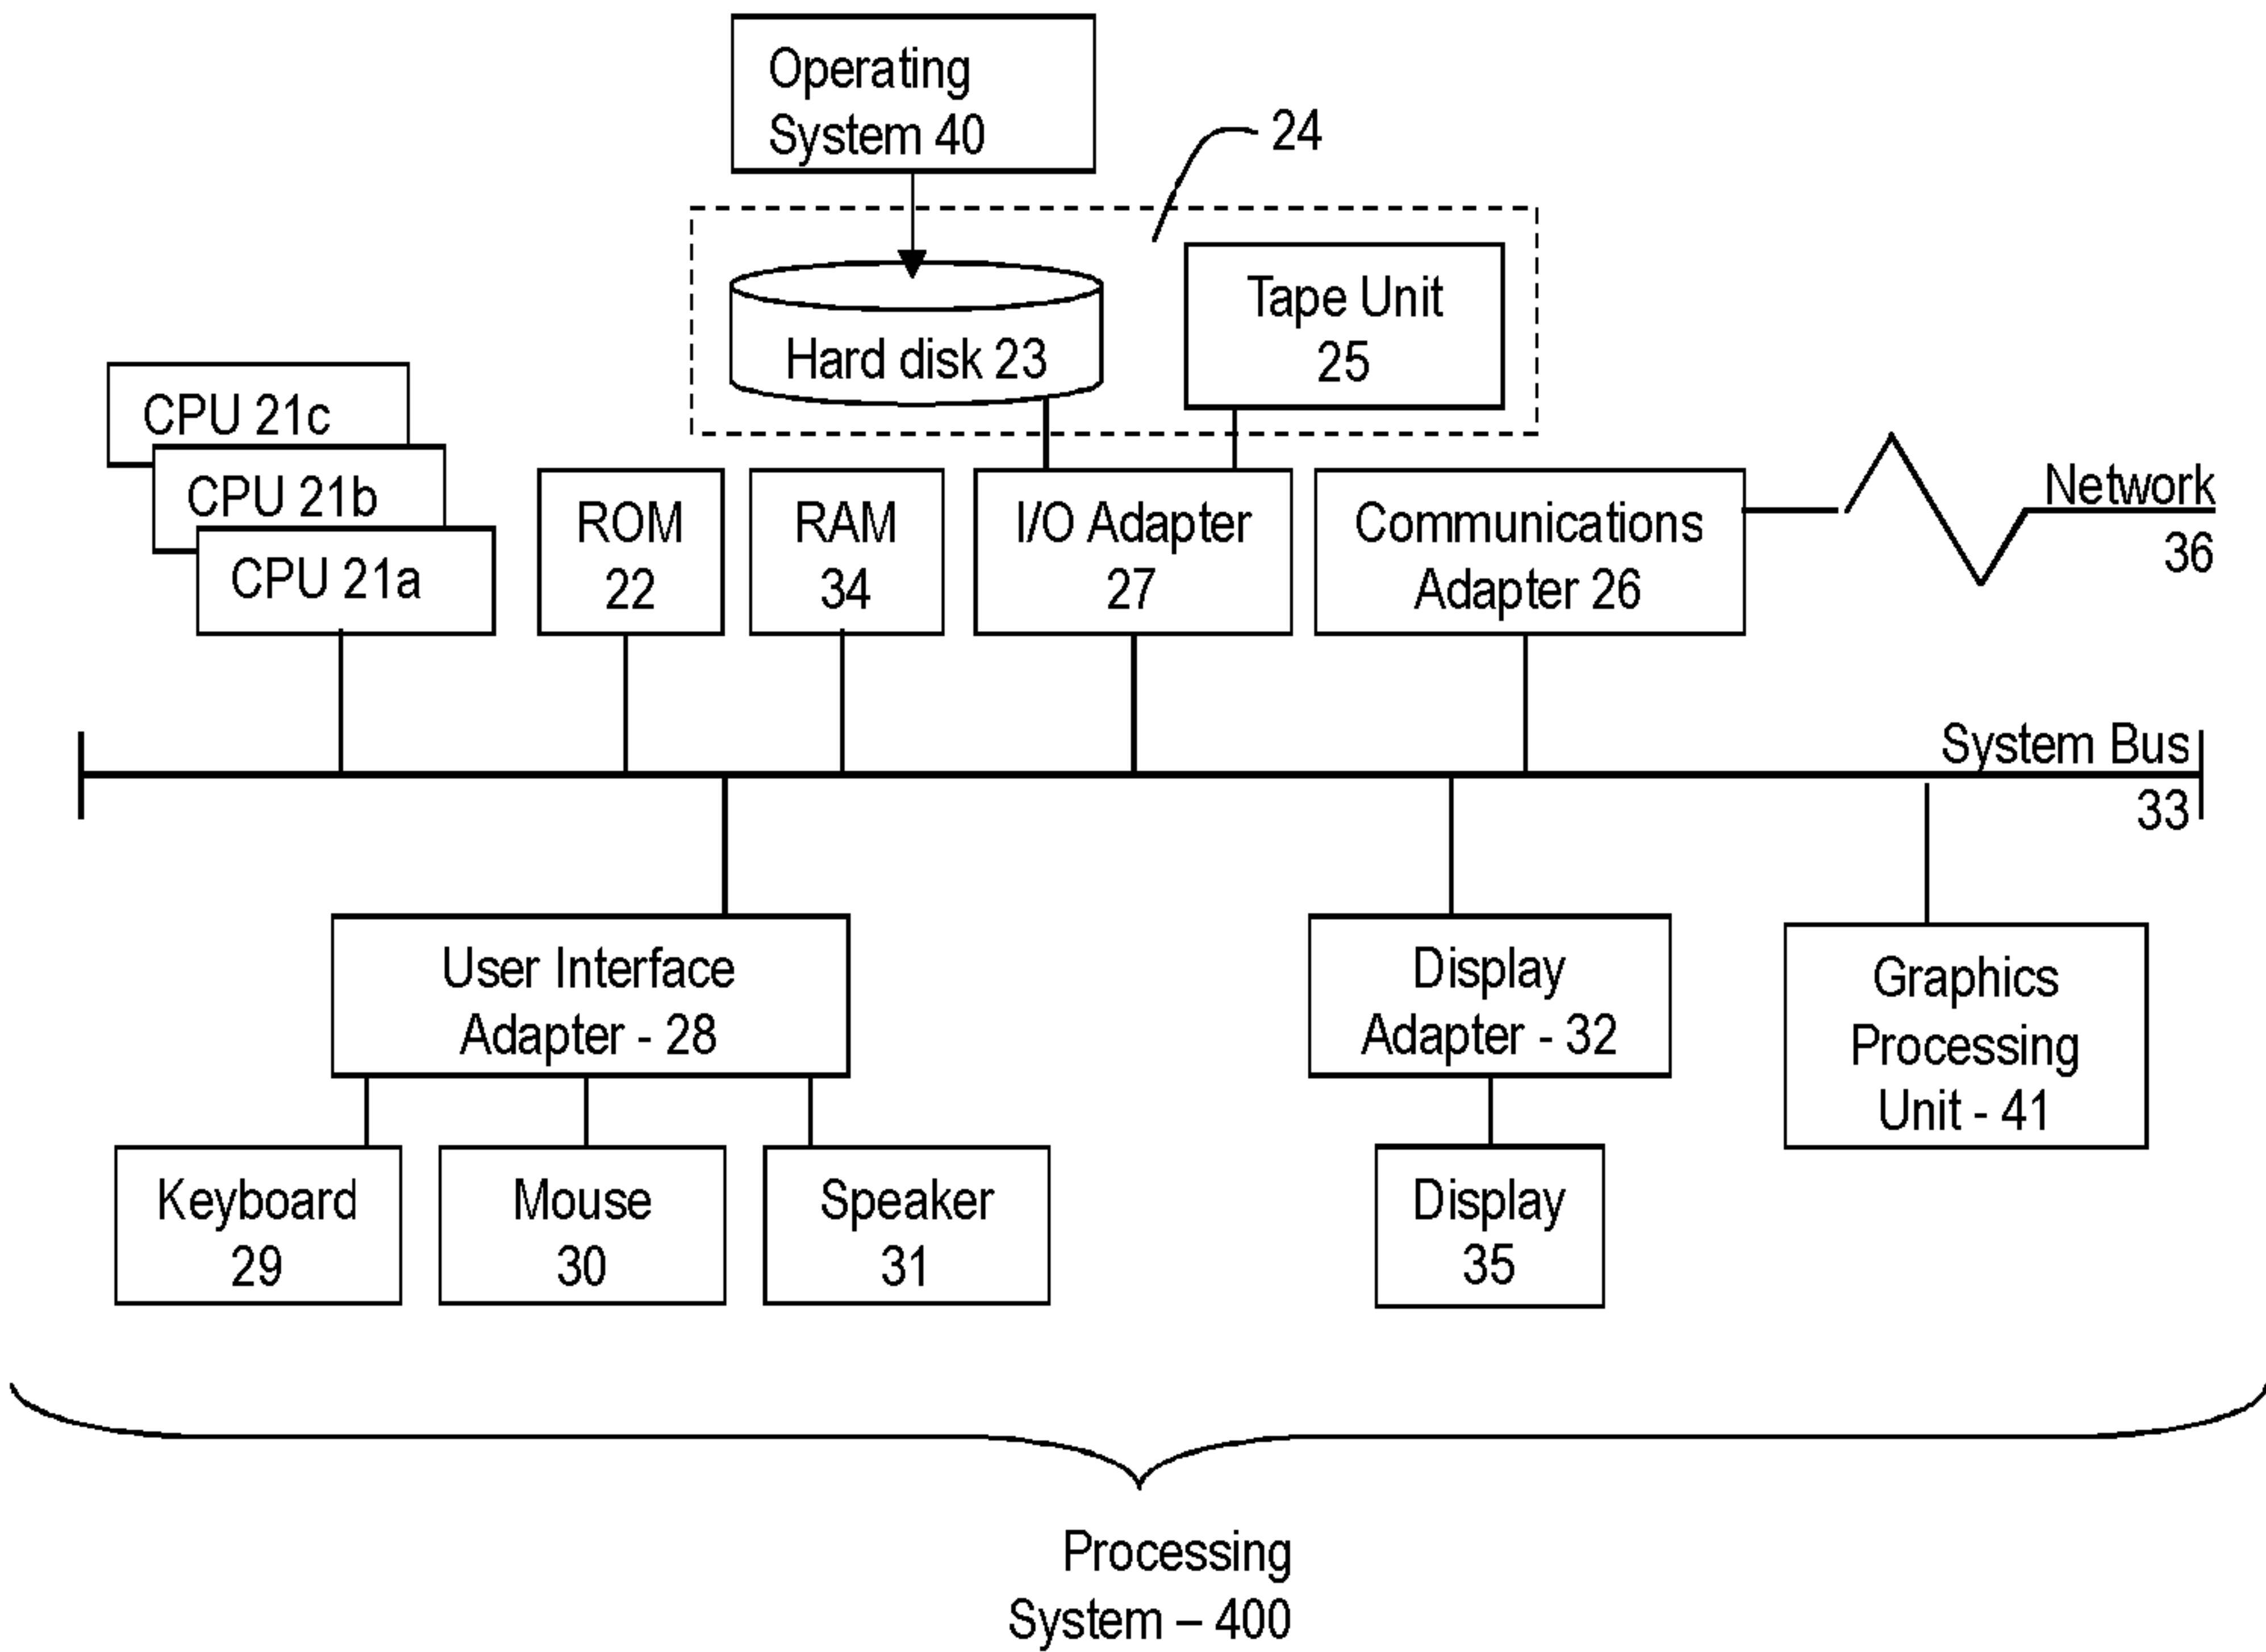 Operating
System 40
24
Tape Unit
25
Hard disk 23
CPU 21c
CPU 21b
CPU 21a
ROM
22
RAM
34
I/O Adapter
27
Communications
Adapter 26
Network
36
System Bus
33
User Interface
Adapter - 28
Display
Adapter - 32
Graphics
Processing
Unit - 41
Keyboard
29
Mouse
30
Speaker
31
Display
35
Processing
System – 400